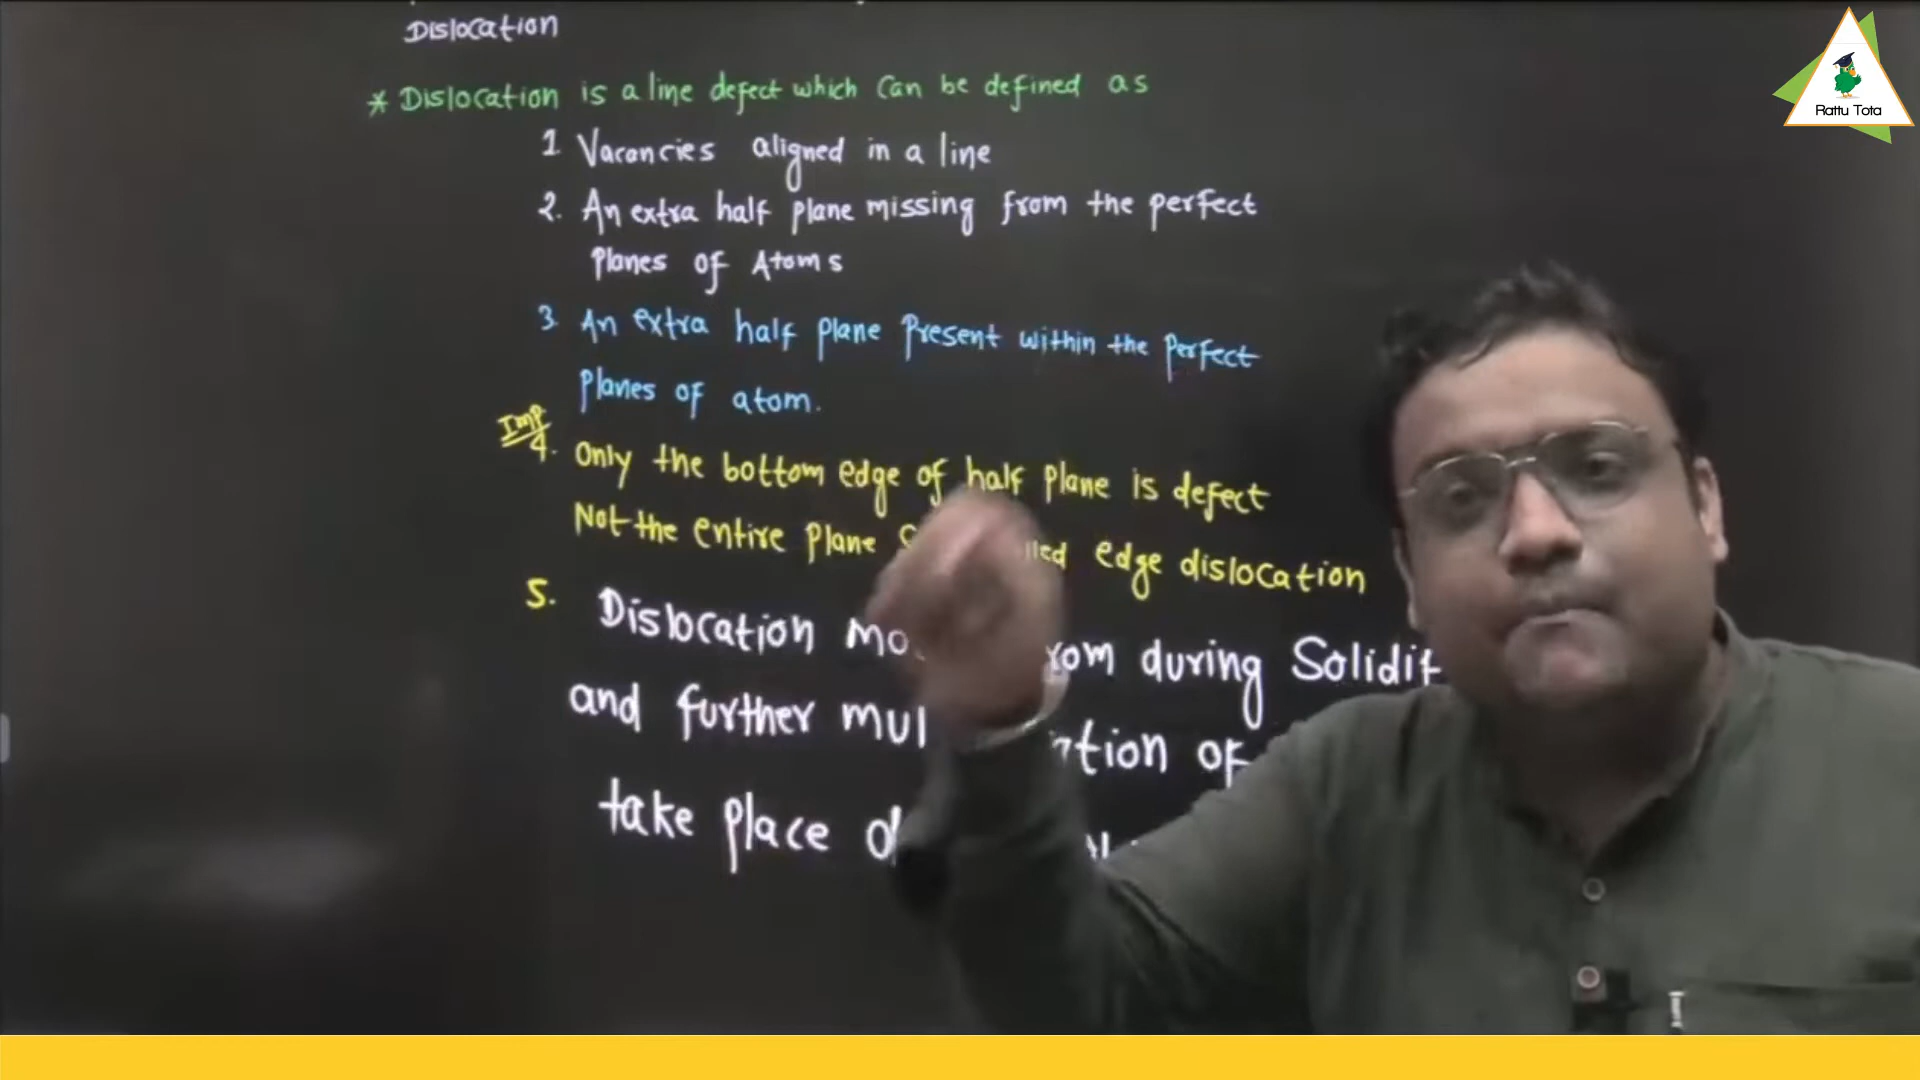 Dislocation
* Dislocation is a line defect which can be defined as
1 Vacancies aligned in a line
2. An extra half plane missing from the perfect
planes of Atoms
3. An extra half plane Present within the perfect
planes of atom.
Imp
4. Only the bottom edge of half plane is defect
Not the entire plane edge dislocation
5. Dislocation during
and further of
take place
Rattu Tota